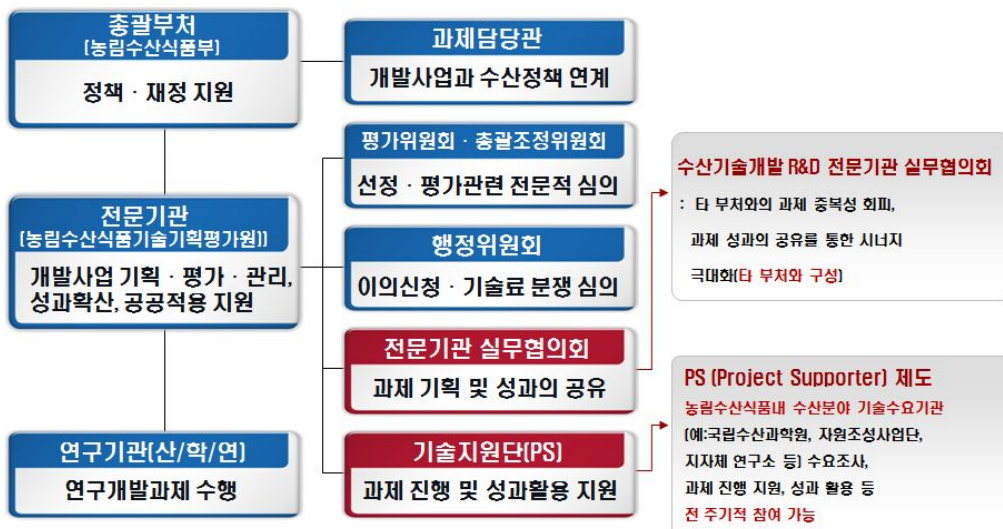 총괄부처
[농림수산식품부]
정책 · 재정 지원
과제담당관
개발사업과 수산정책 연계
평가위원회 · 총괄조정위원회
선정 · 평가관련 전문적 심의
전문기관
[농림수산식품기술기획평가원)]
개발사업 기획 · 평가 · 관리,
성과확산, 공공적용 지원
행정위원회
이의신청 · 기술료 분쟁 심의
전문기관 실무협의회
과제 기획 및 성과의 공유
연구기관(산/학/연)
연구개발과제 수행
기술지원단(PS)
과제 진행 및 성과활용 지원
수산기술개발 R&D 전문기관 실무협의회
: 타 부처와의 과제 중복성 회피,
과제 성과의 공유를 통한 시너지
극대화(타 부처와 구성)
PS (Project Supporter) 제도
농림수산식품내 수산분야 기술수요기관
(예:국립수산과학원, 자원조성사업단,
지자체 연구소 등) 수요조사,
과제 진행 지원, 성과 활용 등
전 주기적 참여 가능